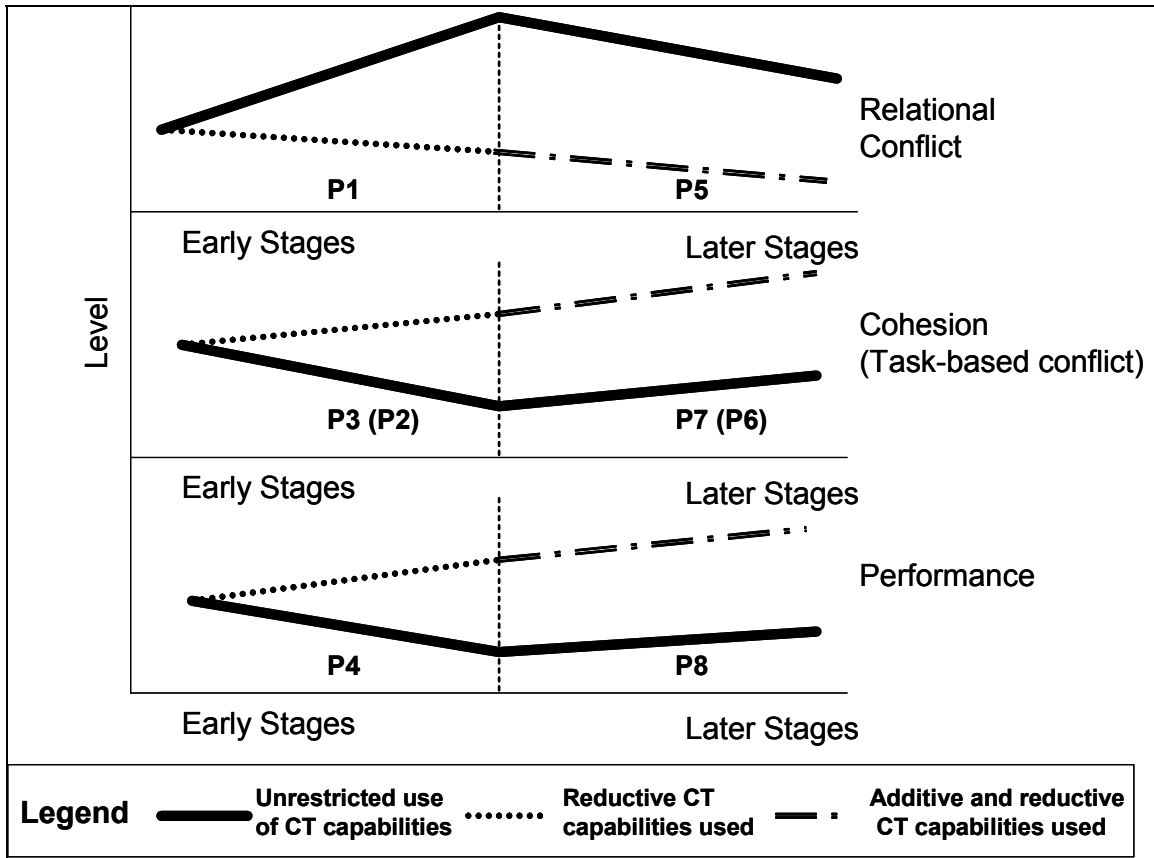 Relational
Conflict
P1
P5
Early Stages
Later Stages
Level
Cohesion
(Task-based conflict)
P3 (P2)
P7 (P6)
Early Stages
Later Stages
Performance
P4
P8
Early Stages
Later Stages
Legend
Unrestricted use
of CT capabilities
Reductive CT
capabilities used
Additive and reductive
CT capabilities used